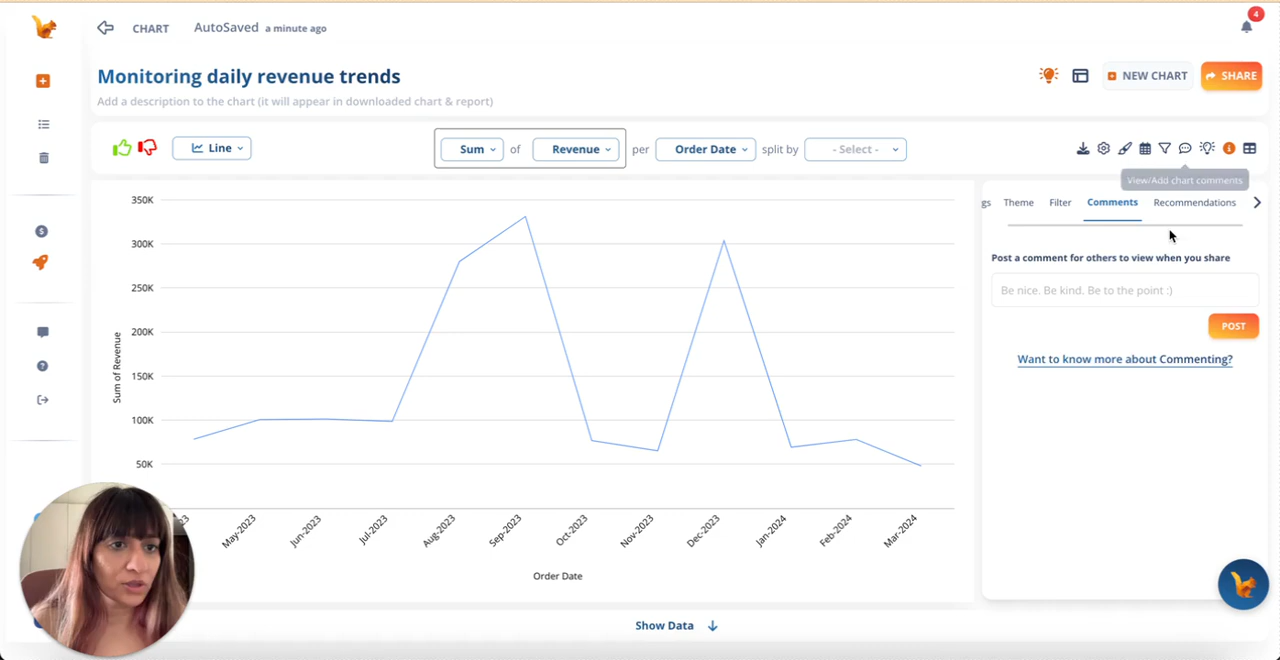 CHART AutoSaved a minute ago 4
Monitoring daily revenue trends
NEW CHART SHARE
Add a description to the chart (it will appear in downloaded chart & report)
Line Sum of Revenue per Order Date split by - Select -
View/Add chart comments
gs Theme Filter Comments Recommendations
Post a comment for others to view when you share
Be nice. Be kind. Be to the point :)
POST
Want to know more about Commenting?
350K
300K
250K
200K
150K
100K
50K
Sum of Revenue
23 May-2023 Jun-2023 Jul-2023 Aug-2023 Sep-2023 Oct-2023 Nov-2023 Dec-2023 Jan-2024 Feb-2024 Mar-2024
Order Date
Show Data